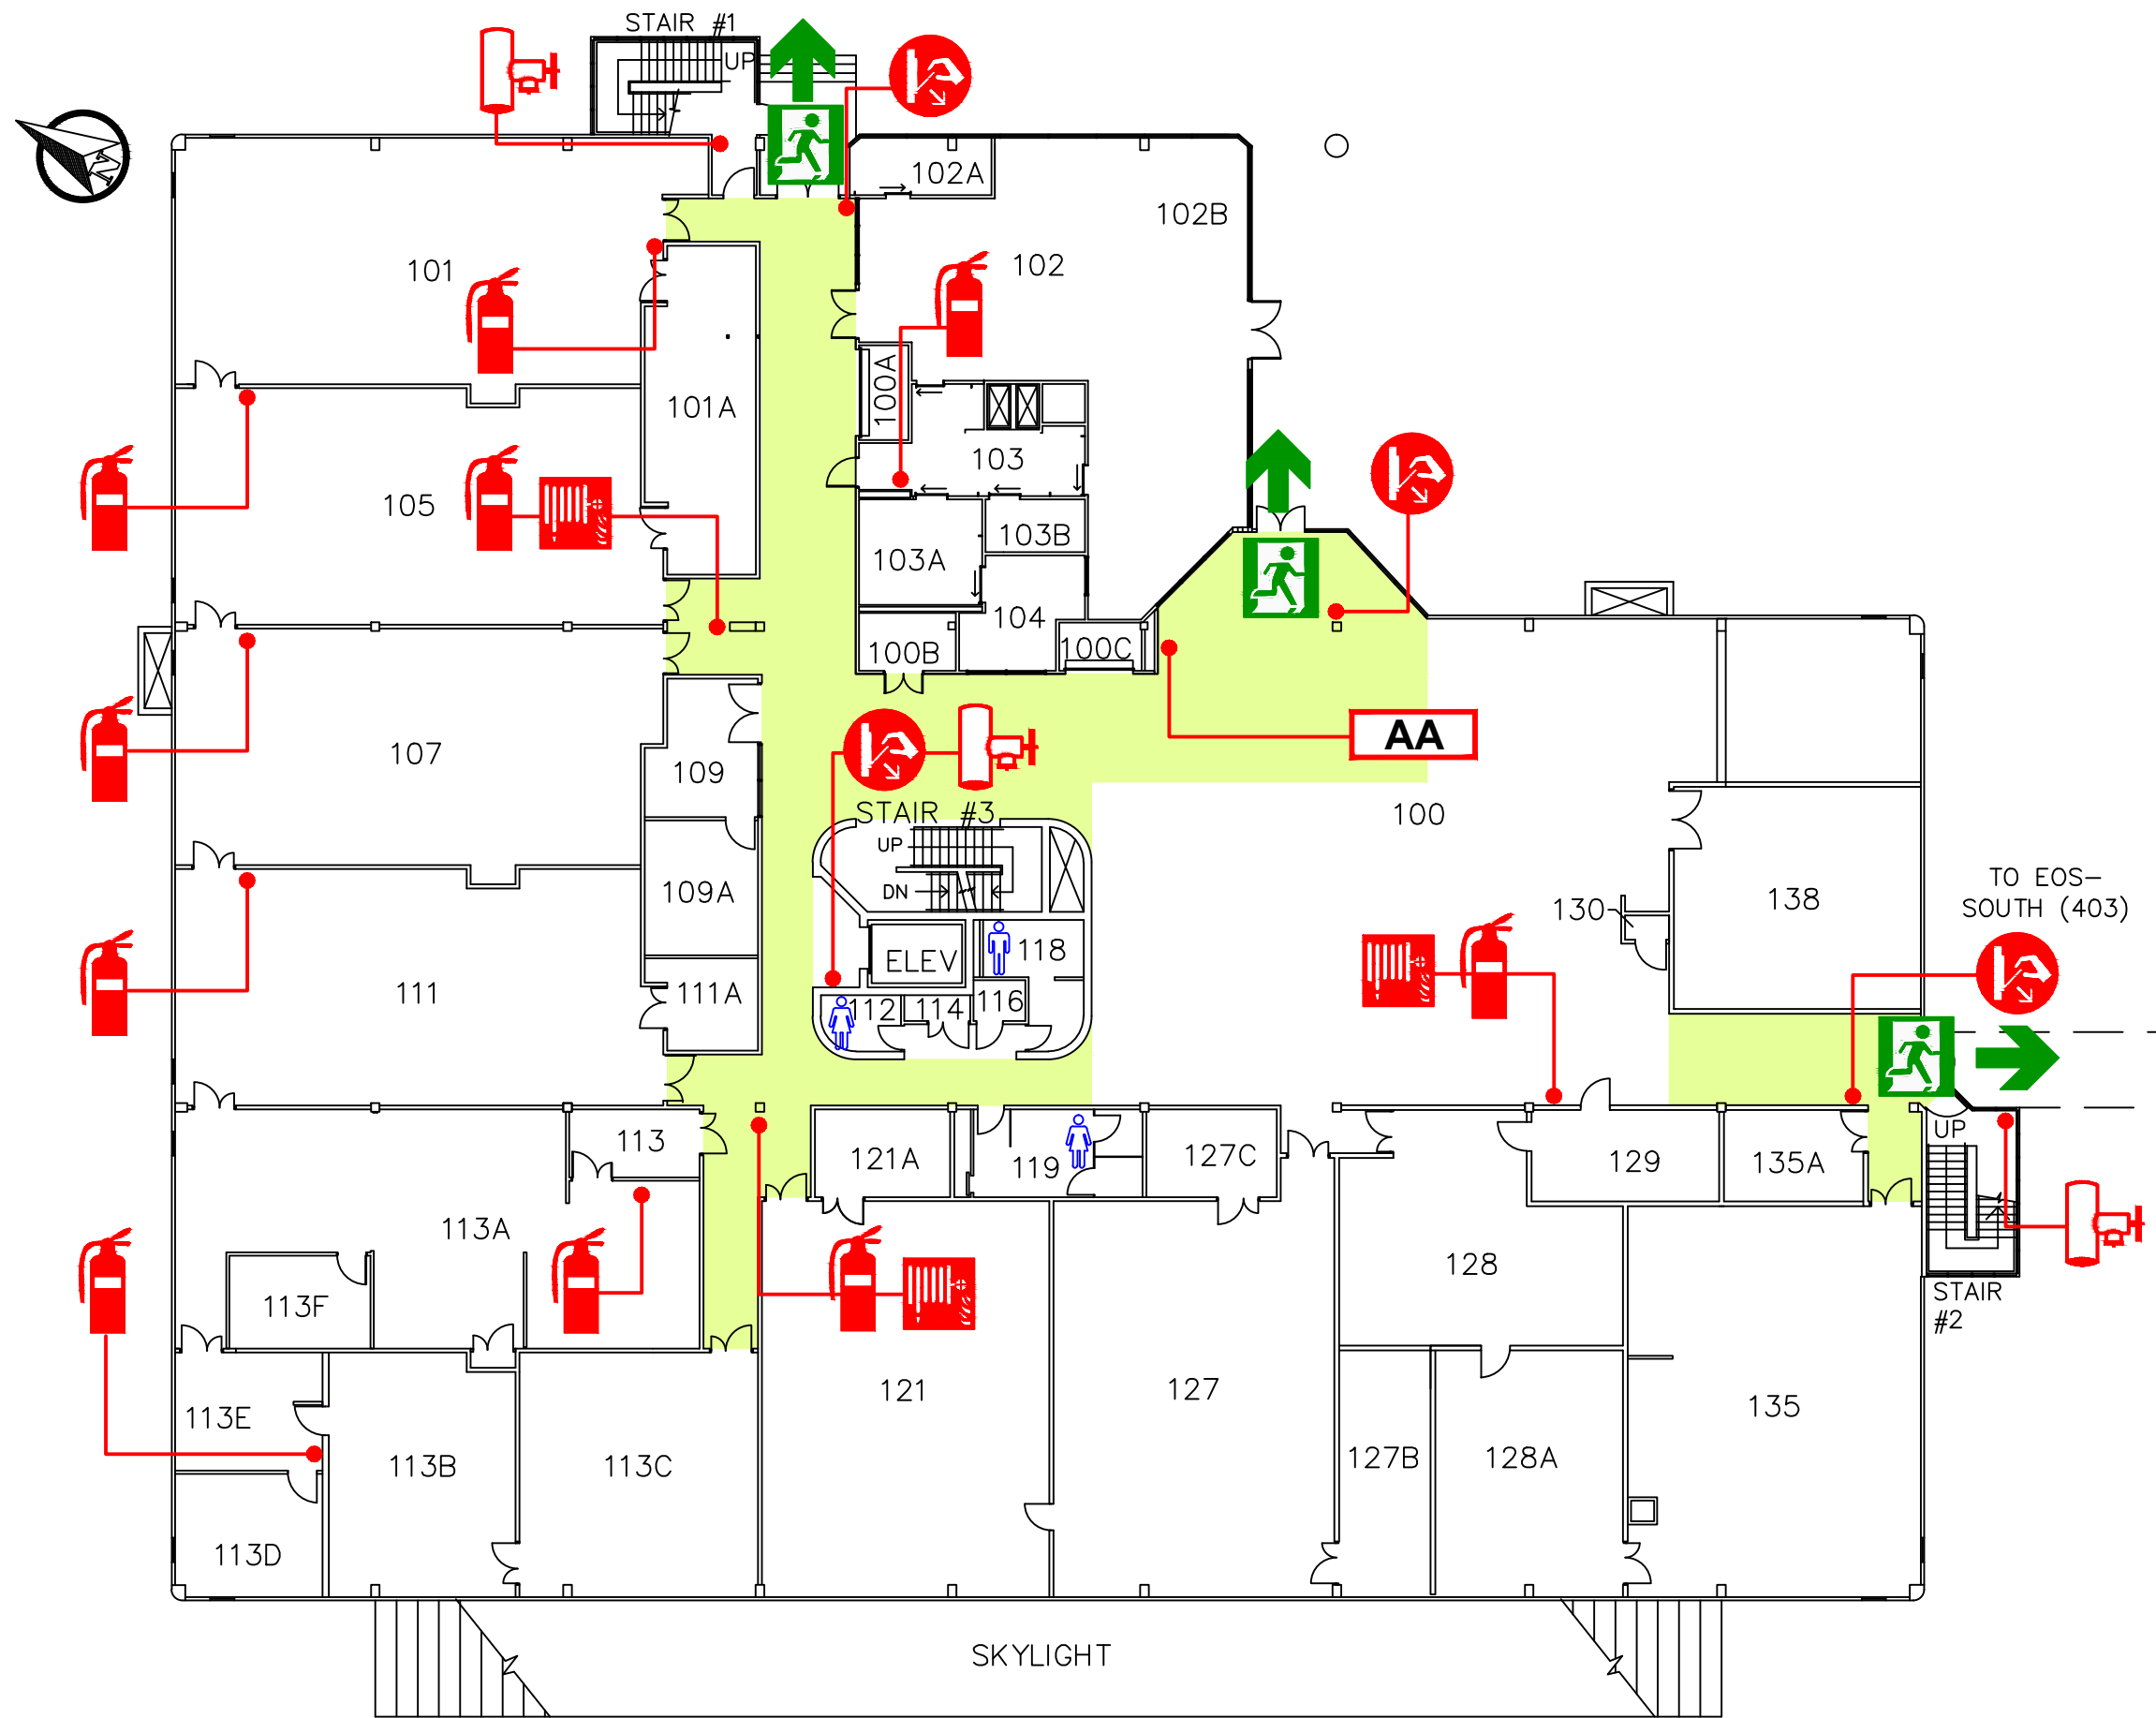 STAIR #1
UP
N
102A
102B
101
102
100A
101A
103
105
103B
103A
104
100B
100C
AA
107
109
STAIR #3
100
UP
DN
109A
138
TO EOS-
SOUTH (403)
130
118
ELEV
111
111A
112
114
116
UP
113
121A
119
127C
129
135A
113A
128
113F
STAIR
#2
121
127
135
113E
113B
113C
127B
128A
113D
SKYLIGHT